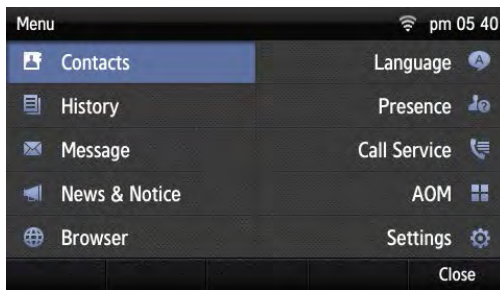 Menu pm 05 40
Contacts Language
History Presence
Message Call Service
News & Notice AOM
Browser Settings
Close